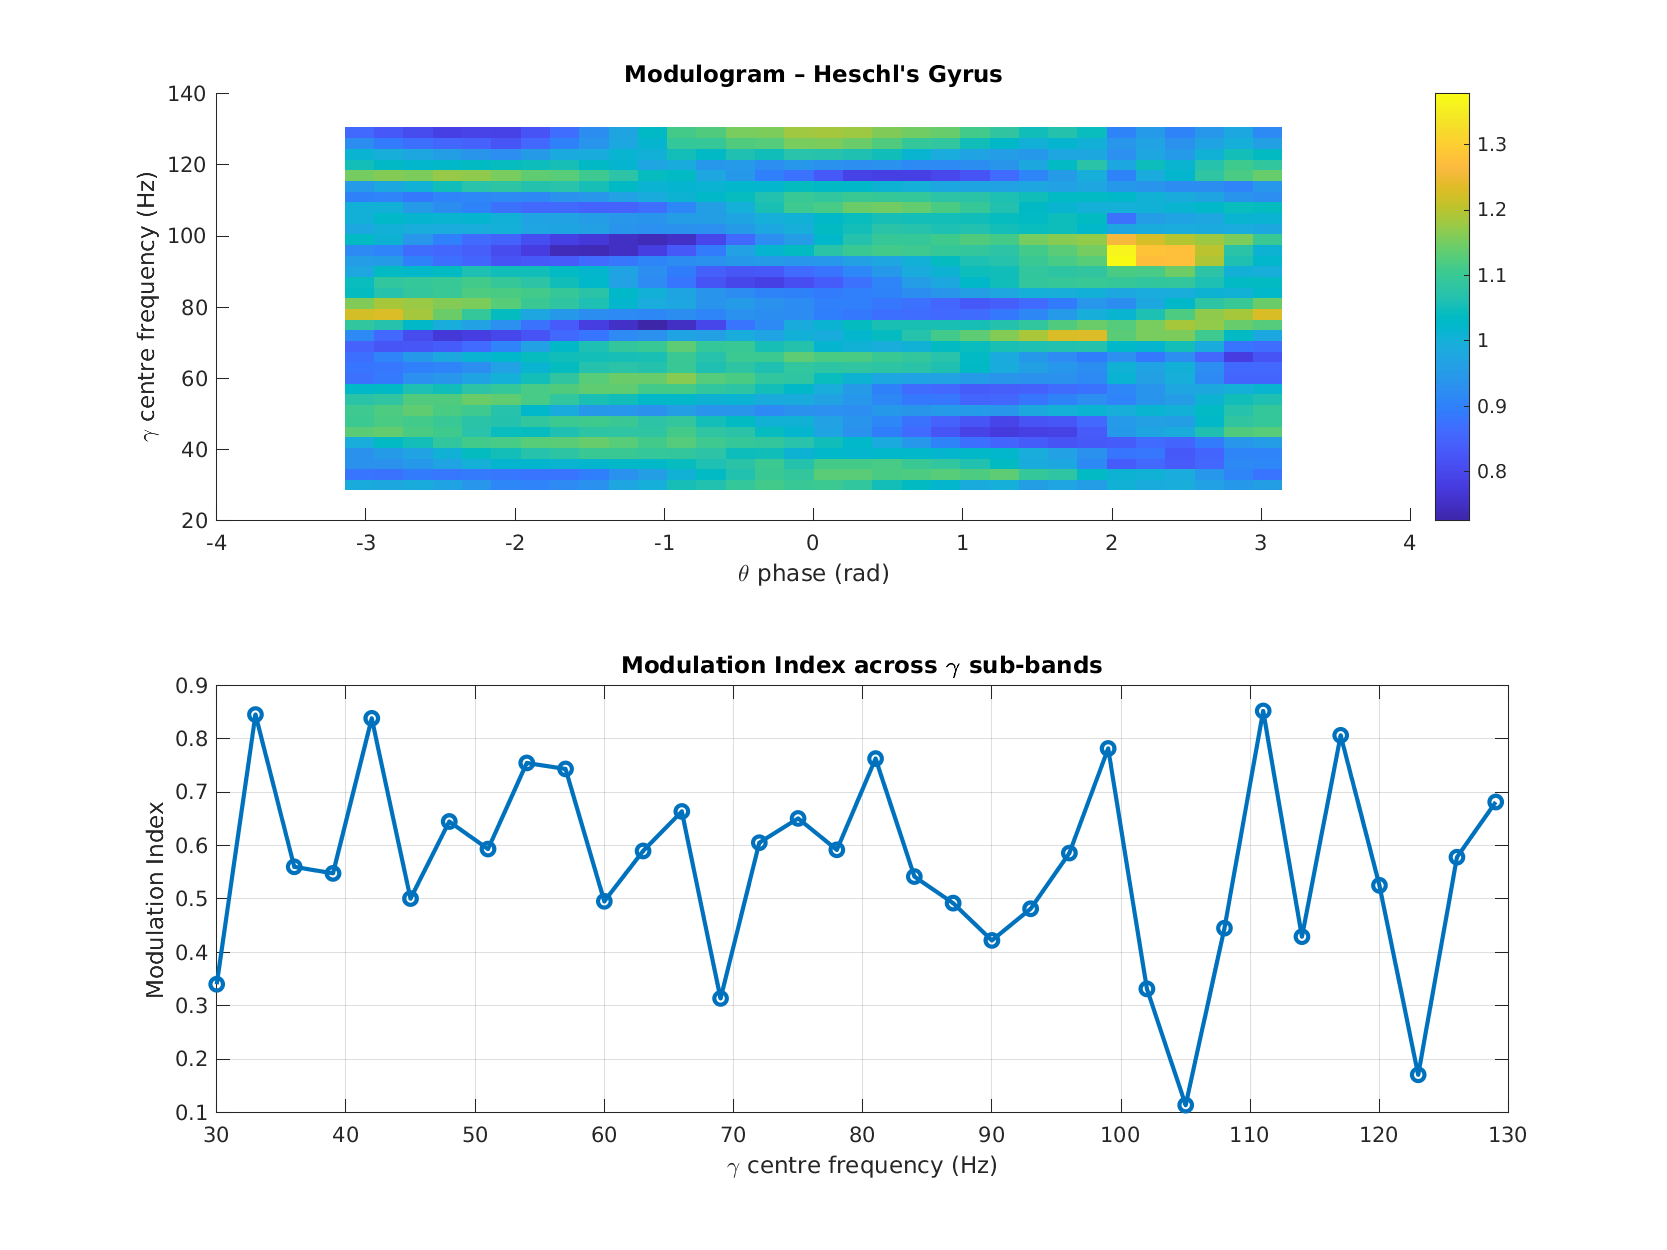 Modulogram – Heschl's Gyrus
140
120
100
80
60
40
20
γ centre frequency (Hz)
-4 -3 -2 -1 0 1 2 3 4
θ phase (rad)
1.3
1.2
1.1
1
0.9
0.8
Modulation Index across γ sub-bands
0.9
0.8
0.7
0.6
0.5
0.4
0.3
0.2
0.1
Modulation Index
30 40 50 60 70 80 90 100 110 120 130
γ centre frequency (Hz)